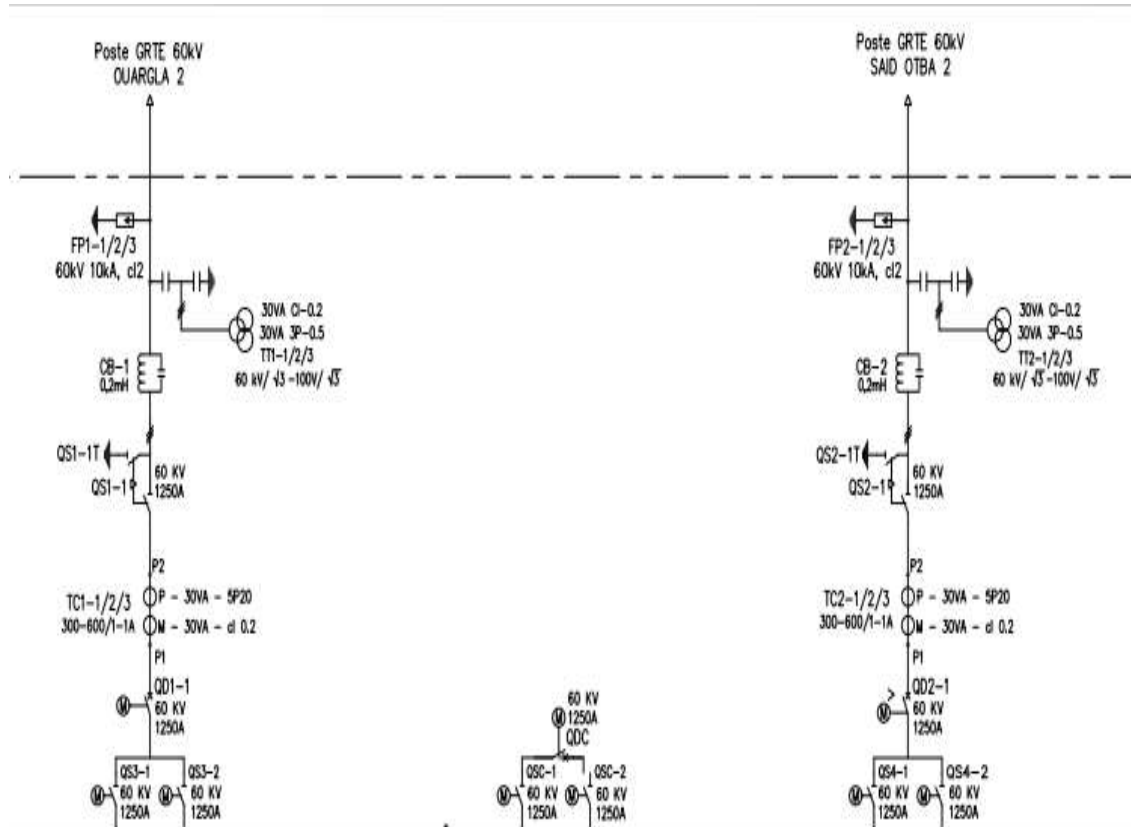 Poste GRTE 60kV
OUARGLA 2
FP1-1/2/3
60kV 10kA, cl2
30VA Cl-0.2
30VA 3P-0.5
TT1-1/2/3
60 kV/ √3 -100V/ √3
CB-1
0,2mH
QS1-1T
QS1-1
60 KV
1250A
P2
TC1-1/2/3
300-600/1-1A
P - 30VA - 5P20
M - 30VA - cl 0.2
P1
QD1-1
M
60 KV
1250A
QS3-1
M
60 KV
1250A
QS3-2
M
60 KV
1250A
60 KV
1250A
M
QDC
QSC-1
M
60 KV
1250A
QSC-2
M
60 KV
1250A
Poste GRTE 60kV
SAID OTBA 2
FP2-1/2/3
60kV 10kA, cl2
30VA Cl-0.2
30VA 3P-0.5
TT2-1/2/3
60 kV/ √3 -100V/ √3
CB-2
0,2mH
QS2-1T
QS2-1
60 KV
1250A
P2
TC2-1/2/3
300-600/1-1A
P - 30VA - 5P20
M - 30VA - cl 0.2
P1
QD2-1
M
60 KV
1250A
QS4-1
M
60 KV
1250A
QS4-2
M
60 KV
1250A